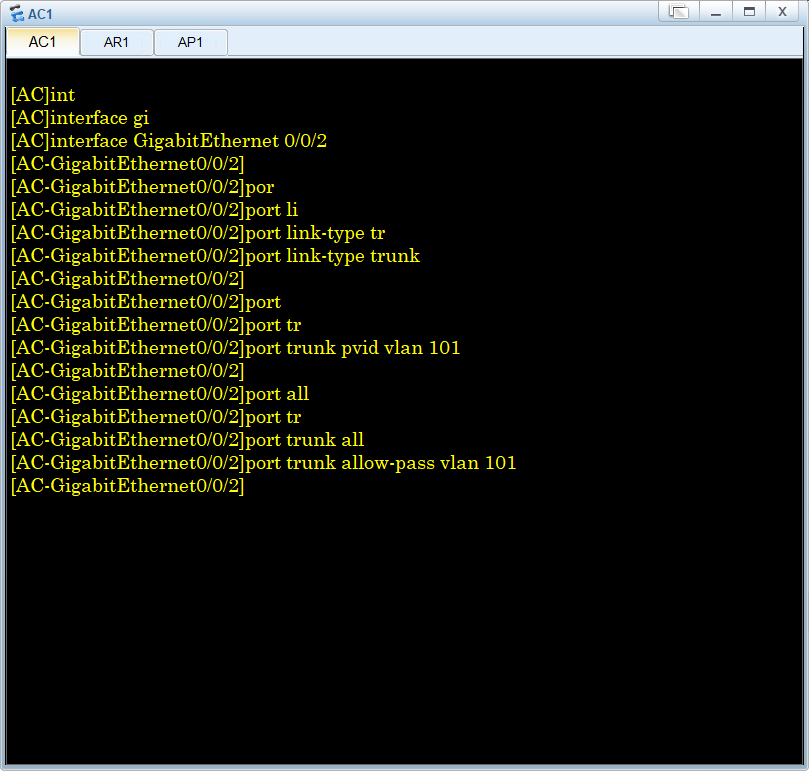 AC1
AC1 AR1 AP1
[AC]int
[AC]interface gi
[AC]interface GigabitEthernet 0/0/2
[AC-GigabitEthernet0/0/2]
[AC-GigabitEthernet0/0/2]por
[AC-GigabitEthernet0/0/2]port li
[AC-GigabitEthernet0/0/2]port link-type tr
[AC-GigabitEthernet0/0/2]port link-type trunk
[AC-GigabitEthernet0/0/2]
[AC-GigabitEthernet0/0/2]port
[AC-GigabitEthernet0/0/2]port tr
[AC-GigabitEthernet0/0/2]port trunk pvid vlan 101
[AC-GigabitEthernet0/0/2]
[AC-GigabitEthernet0/0/2]port all
[AC-GigabitEthernet0/0/2]port tr
[AC-GigabitEthernet0/0/2]port trunk all
[AC-GigabitEthernet0/0/2]port trunk allow-pass vlan 101
[AC-GigabitEthernet0/0/2]